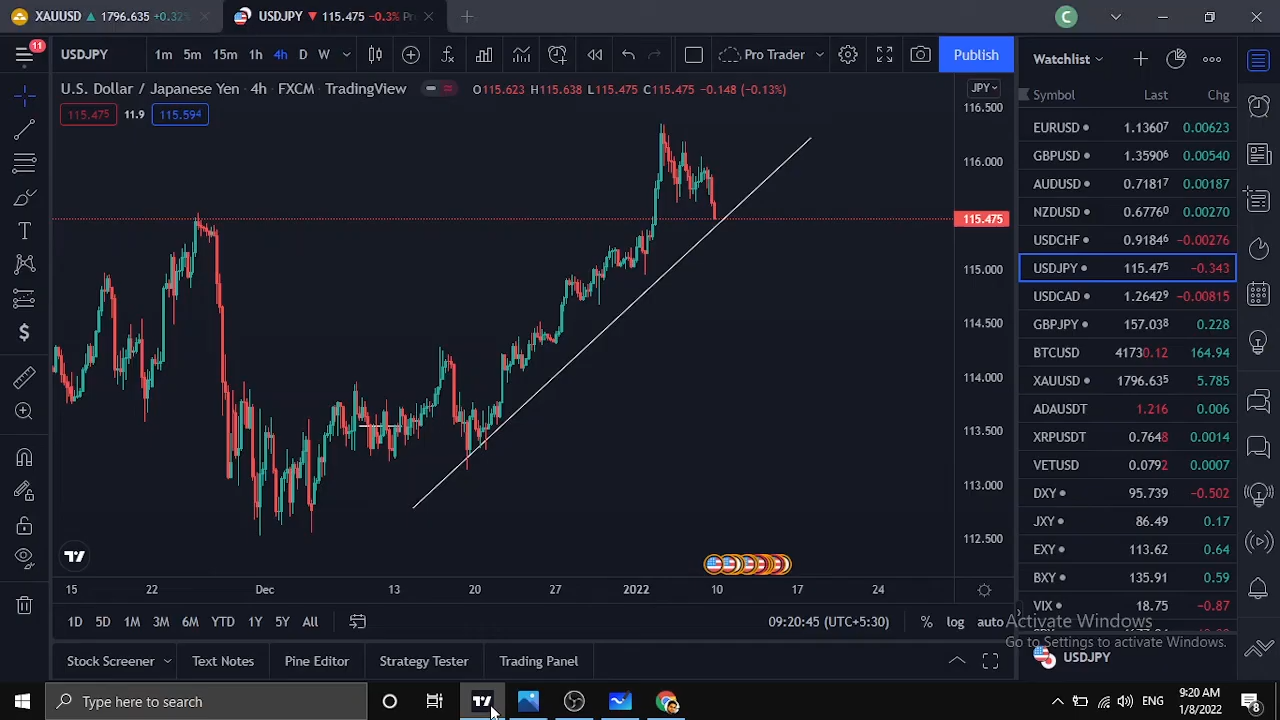 XAUUSD ▲ 1796.635 +0.32%
USDJPY ▼ 115.475 −0.3% Pr
C
11
USDJPY 1m 5m 15m 1h 4h D W Pro Trader Publish
U.S. Dollar / Japanese Yen · 4h · FXCM · TradingView O115.623 H115.638 L115.475 C115.475 −0.148 (−0.13%) JPY
115.475 11.9 115.594
116.500
116.000
115.475
115.000
114.500
114.000
113.500
113.000
112.500
15 22 Dec 13 20 27 2022 10 17 24
1D 5D 1M 3M 6M YTD 1Y 5Y All 09:20:45 (UTC+5:30) % log auto
Stock Screener Text Notes Pine Editor Strategy Tester Trading Panel
Watchlist
Symbol Last Chg
EURUSD 1.13607 0.00623
GBPUSD 1.35906 0.00540
AUDUSD 0.71817 0.00187
NZDUSD 0.67760 0.00270
USDCHF 0.91846 −0.00276
USDJPY 115.475 −0.343
USDCAD 1.26429 −0.00815
GBPJPY 157.038 0.228
BTCUSD 41730.12 164.94
XAUUSD 1796.635 5.785
ADAUSDT 1.216 0.006
XRPUSDT 0.7648 0.0014
VETUSD 0.0792 0.0007
DXY 95.739 −0.502
JXY 86.49 0.17
EXY 113.62 0.64
BXY 135.91 0.59
VIX 18.75 −0.87
USDJPY
Activate Windows
Go to Settings to activate Windows.
Type here to search
ENG 9:20 AM
1/8/2022
8